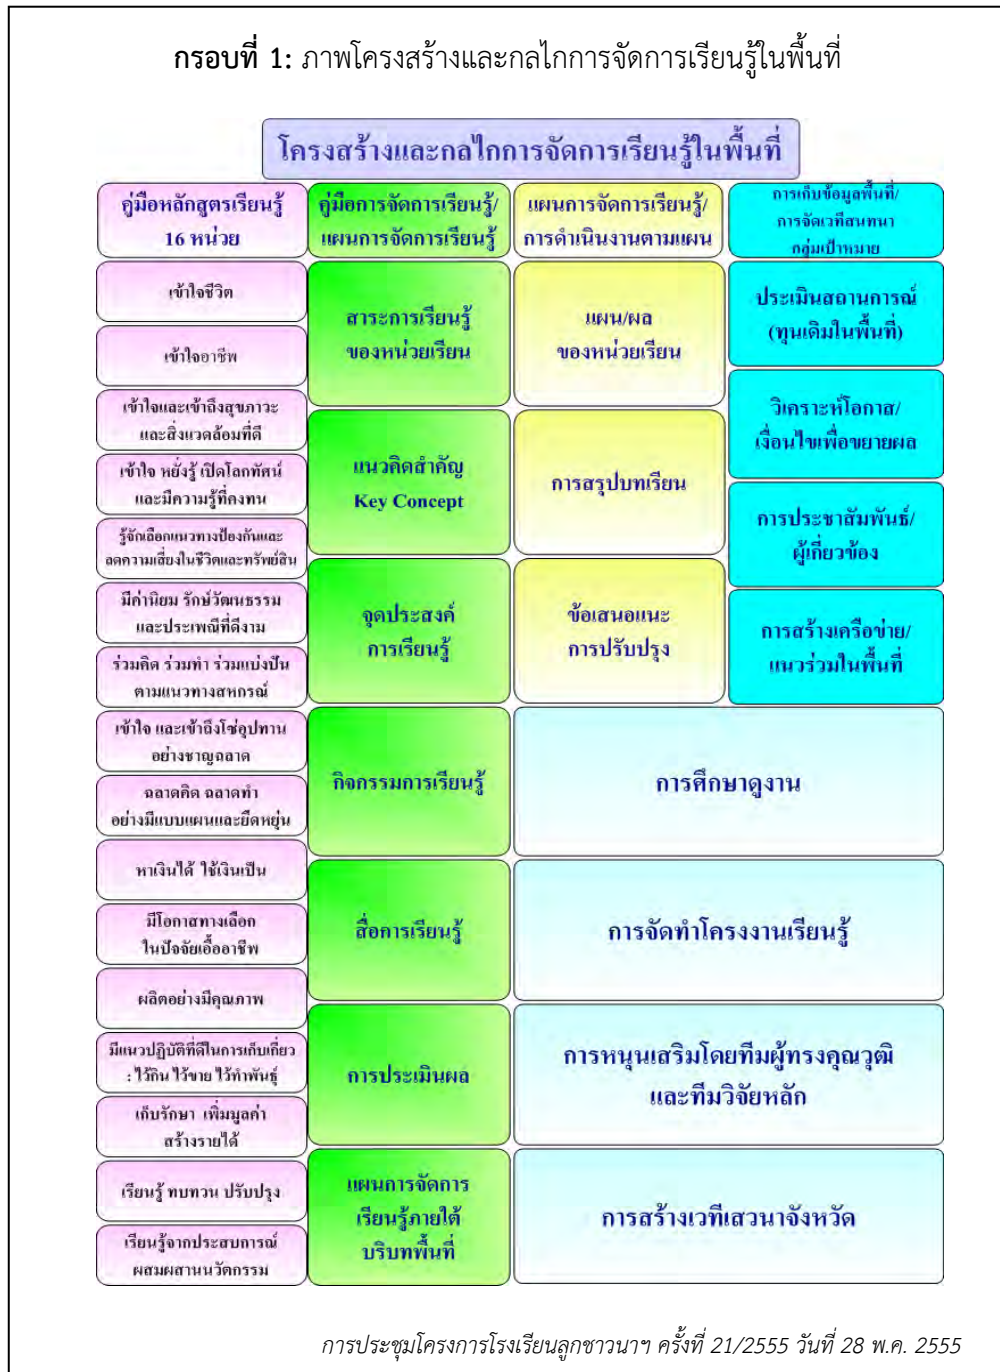 กรอบที่ 1: ภาพโครงสร้างและกลไกการจัดการเรียนรู้ในพื้นที่
โครงสร้างและกลไกการจัดการเรียนรู้ในพื้นที่
คู่มือหลักสูตรเรียนรู้
16 หน่วย
เข้าใจชีวิต
เข้าใจอาชีพ
เข้าใจและเข้าถึงสุขภาวะ
และสิ่งแวดล้อมที่ดี
เข้าใจ หยั่งรู้ เปิดโลกทัศน์
และมีความรู้ที่คงทน
รู้จักเลือกแนวทางป้องกันและ
ลดความเสี่ยงในชีวิตและทรัพย์สิน
มีค่านิยม รักษ์วัฒนธรรม
และประเพณีที่ดีงาม
ร่วมคิด ร่วมทำ ร่วมแบ่งปัน
ตามแนวทางสหกรณ์
เข้าใจ และเข้าถึงโซ่อุปทาน
อย่างชาญฉลาด
ฉลาดคิด ฉลาดทำ
อย่างมีแบบแผนและยืดหยุ่น
หาเงินได้ ใช้เงินเป็น
มีโอกาสทางเลือก
ในปัจจัยเอื้ออาชีพ
ผลิตอย่างมีคุณภาพ
มีแนวปฏิบัติที่ดีในการเก็บเกี่ยว
: ไว้กิน ไว้ขาย ไว้ทำพันธุ์
เก็บรักษา เพิ่มมูลค่า
สร้างรายได้
เรียนรู้ ทบทวน ปรับปรุง
เรียนรู้จากประสบการณ์
ผสมผสานนวัตกรรม
คู่มือการจัดการเรียนรู้/
แผนการจัดการเรียนรู้
สาระการเรียนรู้
ของหน่วยเรียน
แนวคิดสำคัญ
Key Concept
จุดประสงค์
การเรียนรู้
กิจกรรมการเรียนรู้
สื่อการเรียนรู้
การประเมินผล
แผนการจัดการ
เรียนรู้ภายใต้
บริบทพื้นที่
แผนการจัดการเรียนรู้/
การดำเนินงานตามแผน
แผน/ผล
ของหน่วยเรียน
การสรุปบทเรียน
ข้อเสนอแนะ
การปรับปรุง
การเก็บข้อมูลพื้นที่/
การจัดเวทีสนทนา
กลุ่มเป้าหมาย
ประเมินสถานการณ์
(ทุนเดิมในพื้นที่)
วิเคราะห์โอกาส/
เงื่อนไขเพื่อขยายผล
การประชาสัมพันธ์/
ผู้เกี่ยวข้อง
การสร้างเครือข่าย/
แนวร่วมในพื้นที่
การศึกษาดูงาน
การจัดทำโครงงานเรียนรู้
การหนุนเสริมโดยทีมผู้ทรงคุณวุฒิ
และทีมวิจัยหลัก
การสร้างเวทีเสวนาจังหวัด
การประชุมโครงการโรงเรียนลูกชาวนาฯ ครั้งที่ 21/2555 วันที่ 28 พ.ค. 2555